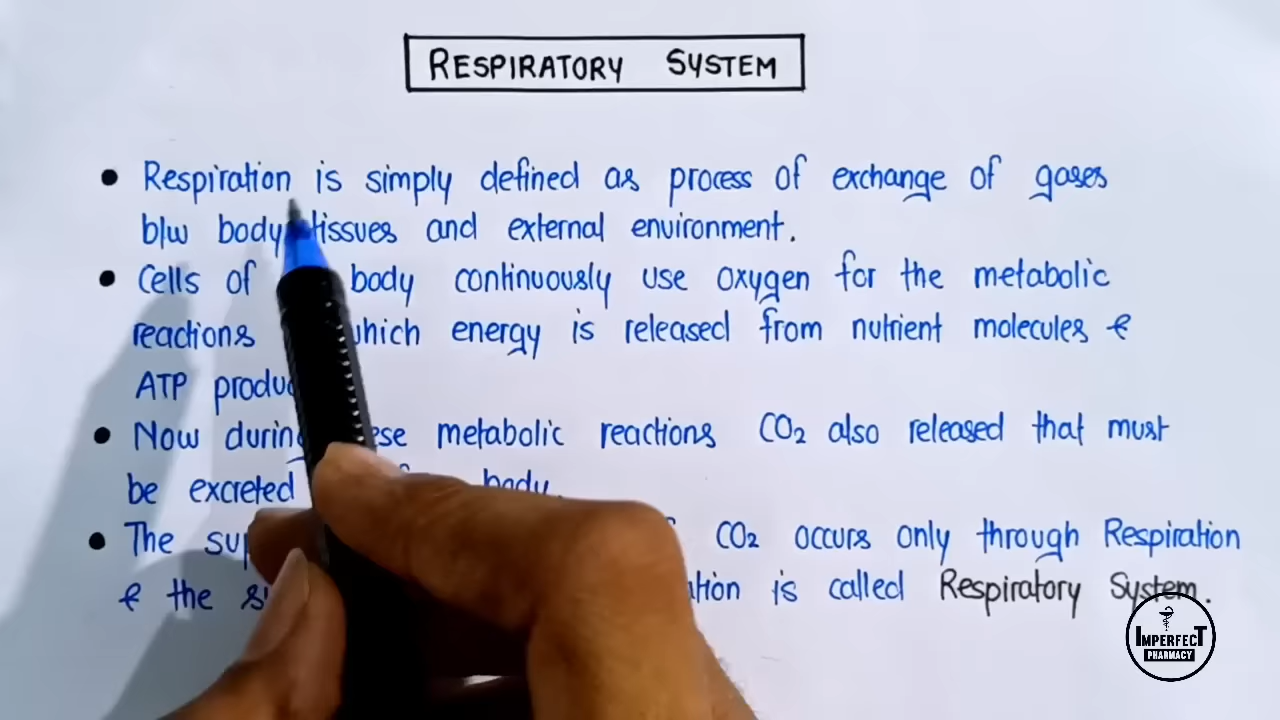 RESPIRATORY SYSTEM
Respiration is simply defined as process of exchange of gases
b/w body tissues and external environment.
Cells of body continuously use oxygen for the metabolic
reactions which energy is released from nutrient molecules &
ATP
Now during metabolic reactions CO2 also released that must
be excreted body.
The CO2 occurs only through Respiration
& the is called Respiratory System.
IMPERFECT
PHARMACY